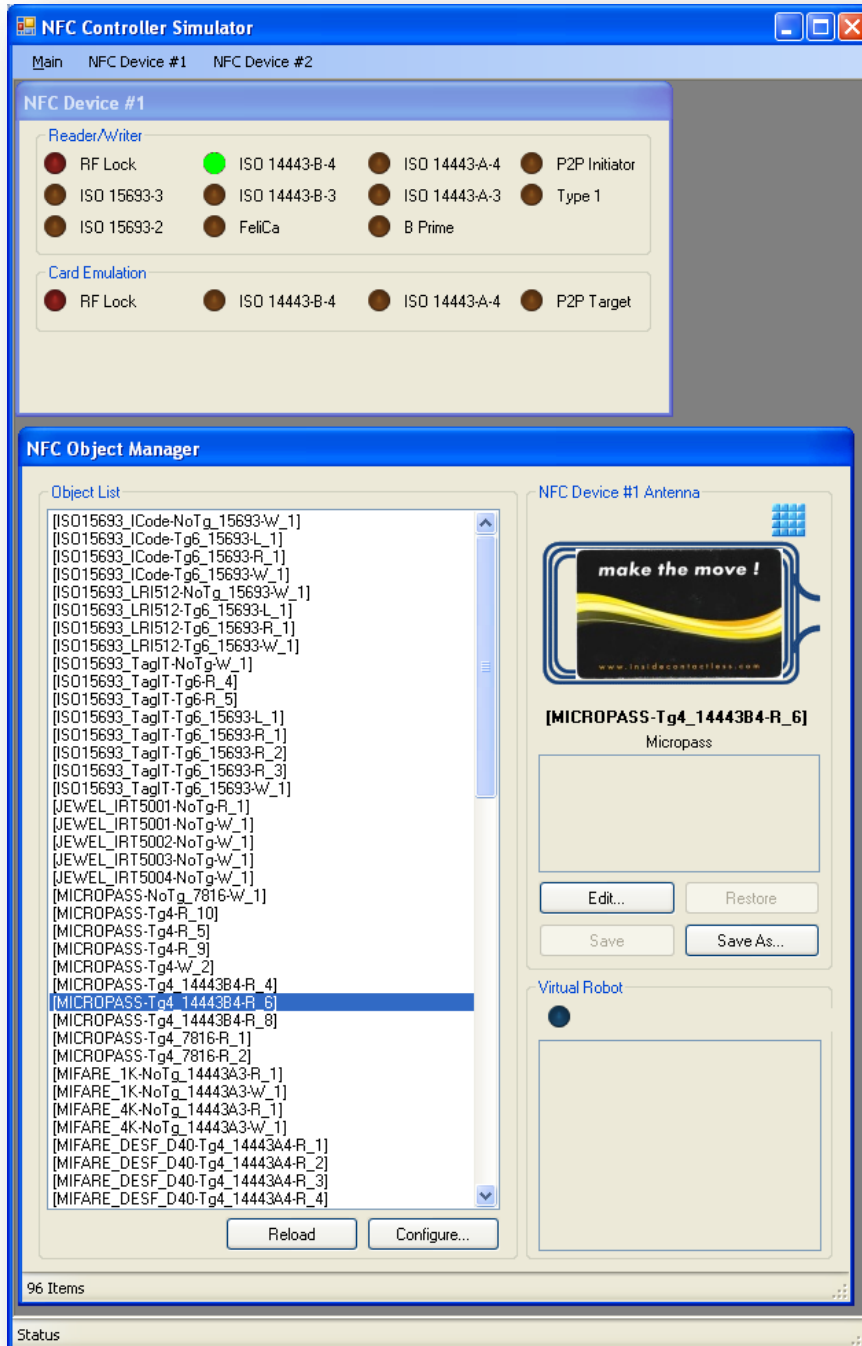 NFC Controller Simulator
Main NFC Device #1 NFC Device #2
NFC Device #1
Reader/Writer
RF Lock ISO 14443-B-4 ISO 14443-A-4 P2P Initiator
ISO 15693-3 ISO 14443-B-3 ISO 14443-A-3 Type 1
ISO 15693-2 FeliCa B Prime
Card Emulation
RF Lock ISO 14443-B-4 ISO 14443-A-4 P2P Target
NFC Object Manager
Object List
[ISO15693_ICode-NoTg_15693-W_1]
[ISO15693_ICode-Tg6_15693-L_1]
[ISO15693_ICode-Tg6_15693-R_1]
[ISO15693_ICode-Tg6_15693-W_1]
[ISO15693_LRI512-NoTg_15693-W_1]
[ISO15693_LRI512-Tg6_15693-L_1]
[ISO15693_LRI512-Tg6_15693-R_1]
[ISO15693_LRI512-Tg6_15693-W_1]
[ISO15693_TagIT-NoTg-W_1]
[ISO15693_TagIT-Tg6-R_4]
[ISO15693_TagIT-Tg6-R_5]
[ISO15693_TagIT-Tg6_15693-L_1]
[ISO15693_TagIT-Tg6_15693-R_1]
[ISO15693_TagIT-Tg6_15693-R_2]
[ISO15693_TagIT-Tg6_15693-R_3]
[ISO15693_TagIT-Tg6_15693-W_1]
[JEWEL_IRT5001-NoTg-R_1]
[JEWEL_IRT5001-NoTg-W_1]
[JEWEL_IRT5002-NoTg-W_1]
[JEWEL_IRT5003-NoTg-W_1]
[JEWEL_IRT5004-NoTg-W_1]
[MICROPASS-NoTg_7816-W_1]
[MICROPASS-Tg4-R_10]
[MICROPASS-Tg4-R_5]
[MICROPASS-Tg4-R_9]
[MICROPASS-Tg4-W_2]
[MICROPASS-Tg4_14443B4-R_4]
[MICROPASS-Tg4_14443B4-R_6]
[MICROPASS-Tg4_14443B4-R_8]
[MICROPASS-Tg4_7816-R_1]
[MICROPASS-Tg4_7816-R_2]
[MIFARE_1K-NoTg_14443A3-R_1]
[MIFARE_1K-NoTg_14443A3-W_1]
[MIFARE_4K-NoTg_14443A3-R_1]
[MIFARE_4K-NoTg_14443A3-W_1]
[MIFARE_DESF_D40-Tg4_14443A4-R_1]
[MIFARE_DESF_D40-Tg4_14443A4-R_2]
[MIFARE_DESF_D40-Tg4_14443A4-R_3]
[MIFARE_DESF_D40-Tg4_14443A4-R_4]
Reload Configure...
NFC Device #1 Antenna
make the move !
www.insidecontactless.com
[MICROPASS-Tg4_14443B4-R_6]
Micropass
Edit... Restore
Save Save As...
Virtual Robot
96 Items
Status